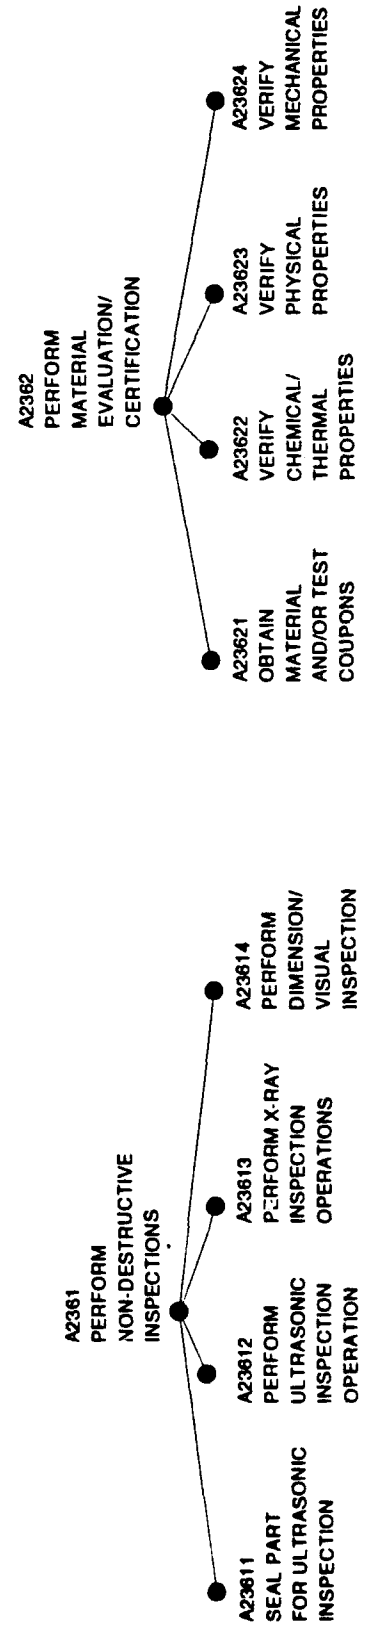 A2361
PERFORM
NON-DESTRUCTIVE
INSPECTIONS
A23611
SEAL PART
FOR ULTRASONIC
INSPECTION
A23612
PERFORM
ULTRASONIC
INSPECTION
OPERATION
A23613
PERFORM X-RAY
INSPECTION
OPERATIONS
A23614
PERFORM
DIMENSION/
VISUAL
INSPECTION
A2362
PERFORM
MATERIAL
EVALUATION/
CERTIFICATION
A23621
OBTAIN
MATERIAL
AND/OR TEST
COUPONS
A23622
VERIFY
CHEMICAL/
THERMAL
PROPERTIES
A23623
VERIFY
PHYSICAL
PROPERTIES
A23624
VERIFY
MECHANICAL
PROPERTIES